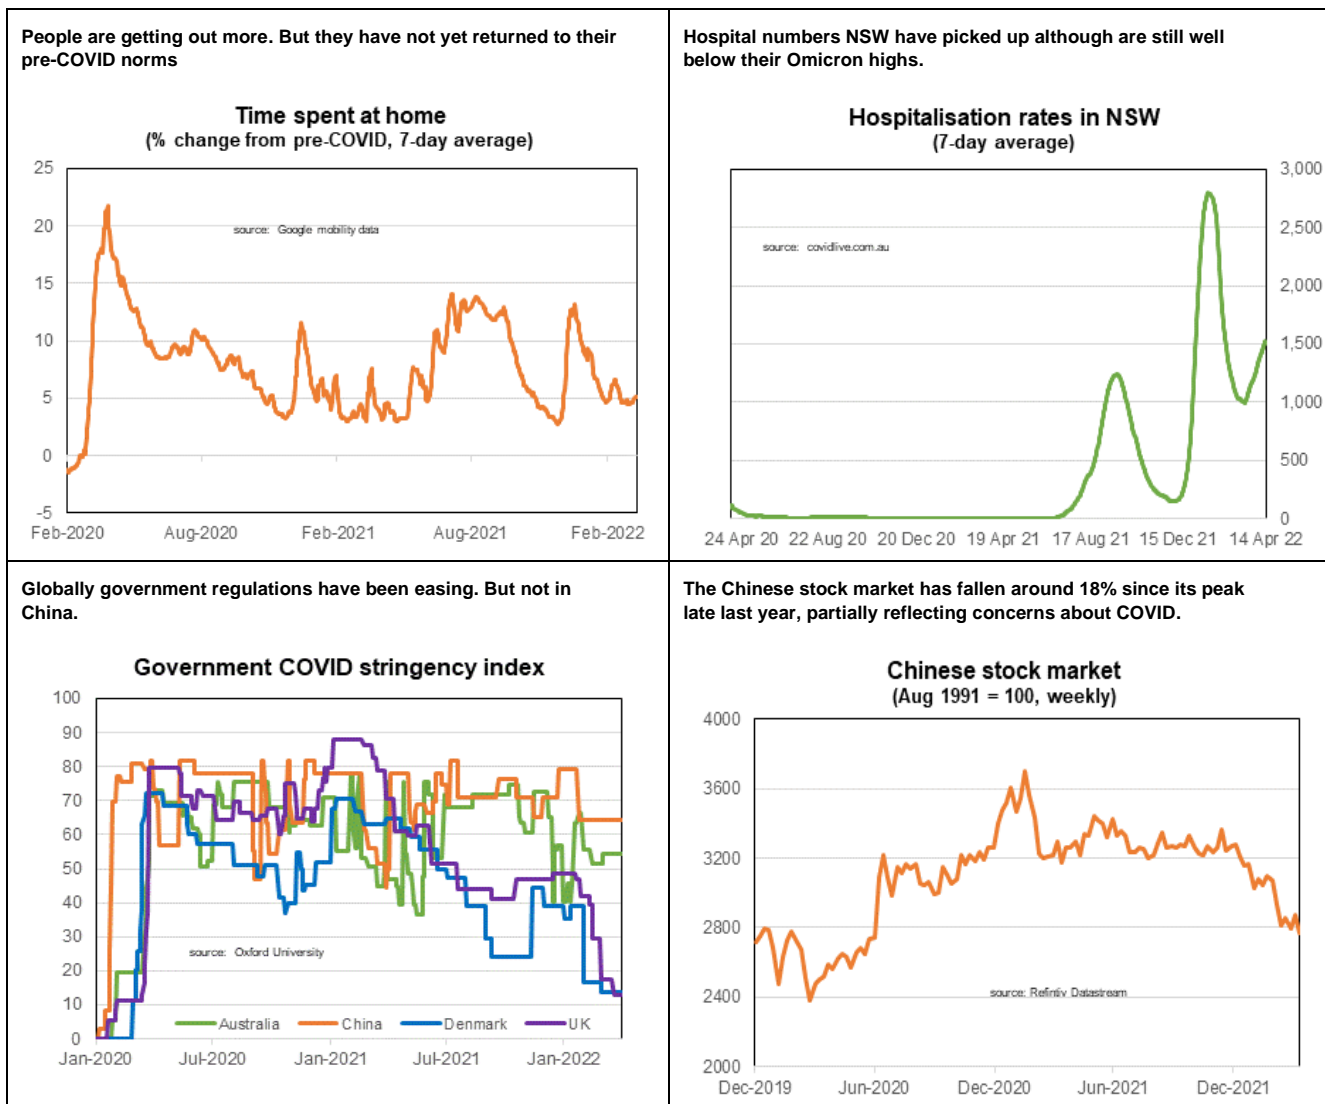 People are getting out more. But they have not yet returned to their
pre-COVID norms
Time spent at home
(% change from pre-COVID, 7-day average)
25
20
15
10
5
0
-5
source: Google mobility data
Feb-2020 Aug-2020 Feb-2021 Aug-2021 Feb-2022
Hospital numbers NSW have picked up although are still well
below their Omicron highs.
Hospitalisation rates in NSW
(7-day average)
3,000
2,500
2,000
1,500
1,000
500
0
source: covidlive.com.au
24 Apr 20 22 Aug 20 20 Dec 20 19 Apr 21 17 Aug 21 15 Dec 21 14 Apr 22
Globally government regulations have been easing. But not in
China.
Government COVID stringency index
100
90
80
70
60
50
40
30
20
10
0
source: Oxford University
Australia China Denmark UK
Jan-2020 Jul-2020 Jan-2021 Jul-2021 Jan-2022
The Chinese stock market has fallen around 18% since its peak
late last year, partially reflecting concerns about COVID.
Chinese stock market
(Aug 1991 = 100, weekly)
4000
3600
3200
2800
2400
2000
source: Refintiv Datastream
Dec-2019 Jun-2020 Dec-2020 Jun-2021 Dec-2021